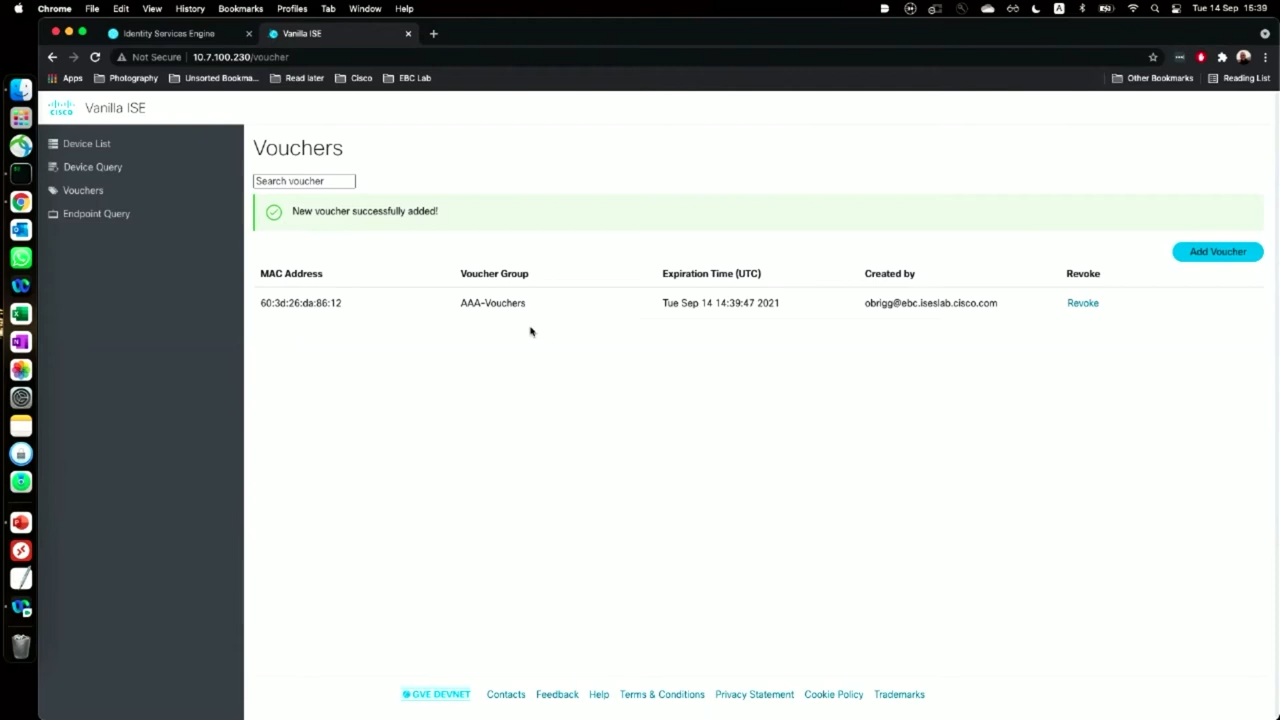 Chrome File Edit View History Bookmarks Profiles Tab Window Help
Tue 14 Sep 15:39
Identity Services Engine
Vanilla ISE
Not Secure | 10.7.100.230/voucher
Apps Photography Unsorted Bookma... Read later Cisco EBC Lab Other Bookmarks Reading List
CISCO Vanilla ISE
Device List
Device Query
Vouchers
Endpoint Query
Vouchers
Search voucher
New voucher successfully added!
Add Voucher
MAC Address Voucher Group Expiration Time (UTC) Created by Revoke
60:3d:26:da:86:12 AAA-Vouchers Tue Sep 14 14:39:47 2021 obrigg@ebc.iseslab.cisco.com Revoke
GVE DEVNET Contacts Feedback Help Terms & Conditions Privacy Statement Cookie Policy Trademarks